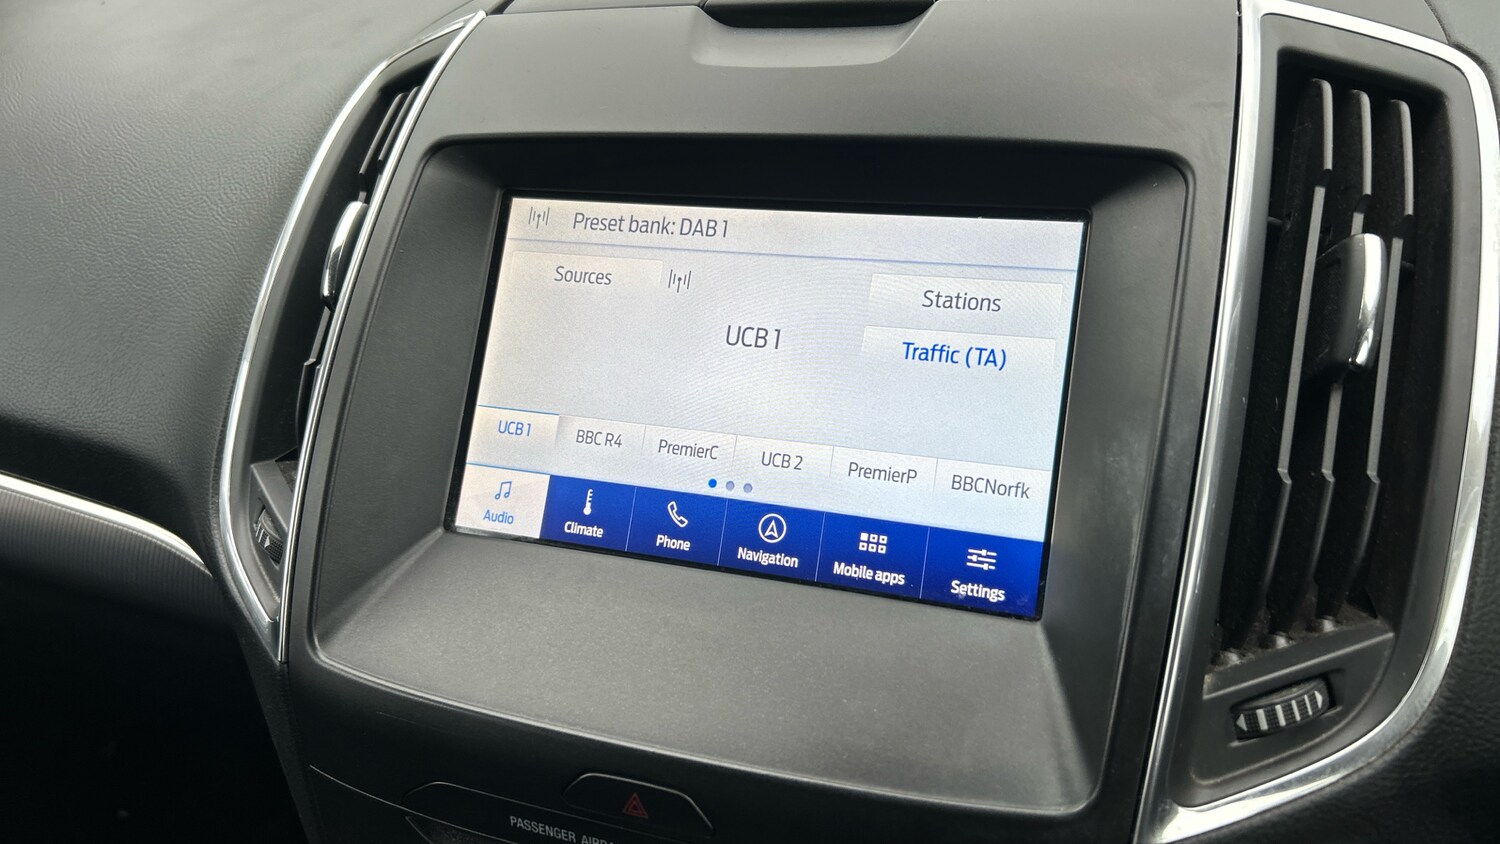 Preset bank: DAB 1
Sources
Stations
UCB 1
Traffic (TA)
UCB 1
BBC R4
PremierC
UCB 2
PremierP
BBCNorfk
Audio
Climate
Phone
Navigation
Mobile apps
Settings
PASSENGER